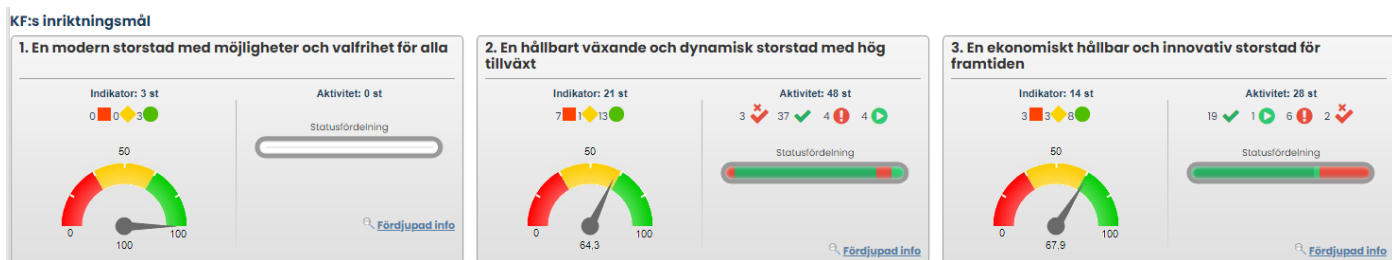 KF:s inriktningsmål
1. En modern storstad med möjligheter och valfrihet för alla
Indikator: 3 st
0 0 3
50
0 100
100
Aktivitet: 0 st
Statusfördelning
Fördjupad info
2. En hållbart växande och dynamisk storstad med hög
tillväxt
Indikator: 21 st
7 1 13
50
0 100
64,3
Aktivitet: 48 st
3 37 4 4
Statusfördelning
Fördjupad info
3. En ekonomiskt hållbar och innovativ storstad för
framtiden
Indikator: 14 st
3 3 8
50
0 100
67,9
Aktivitet: 28 st
19 1 6 2
Statusfördelning
Fördjupad info